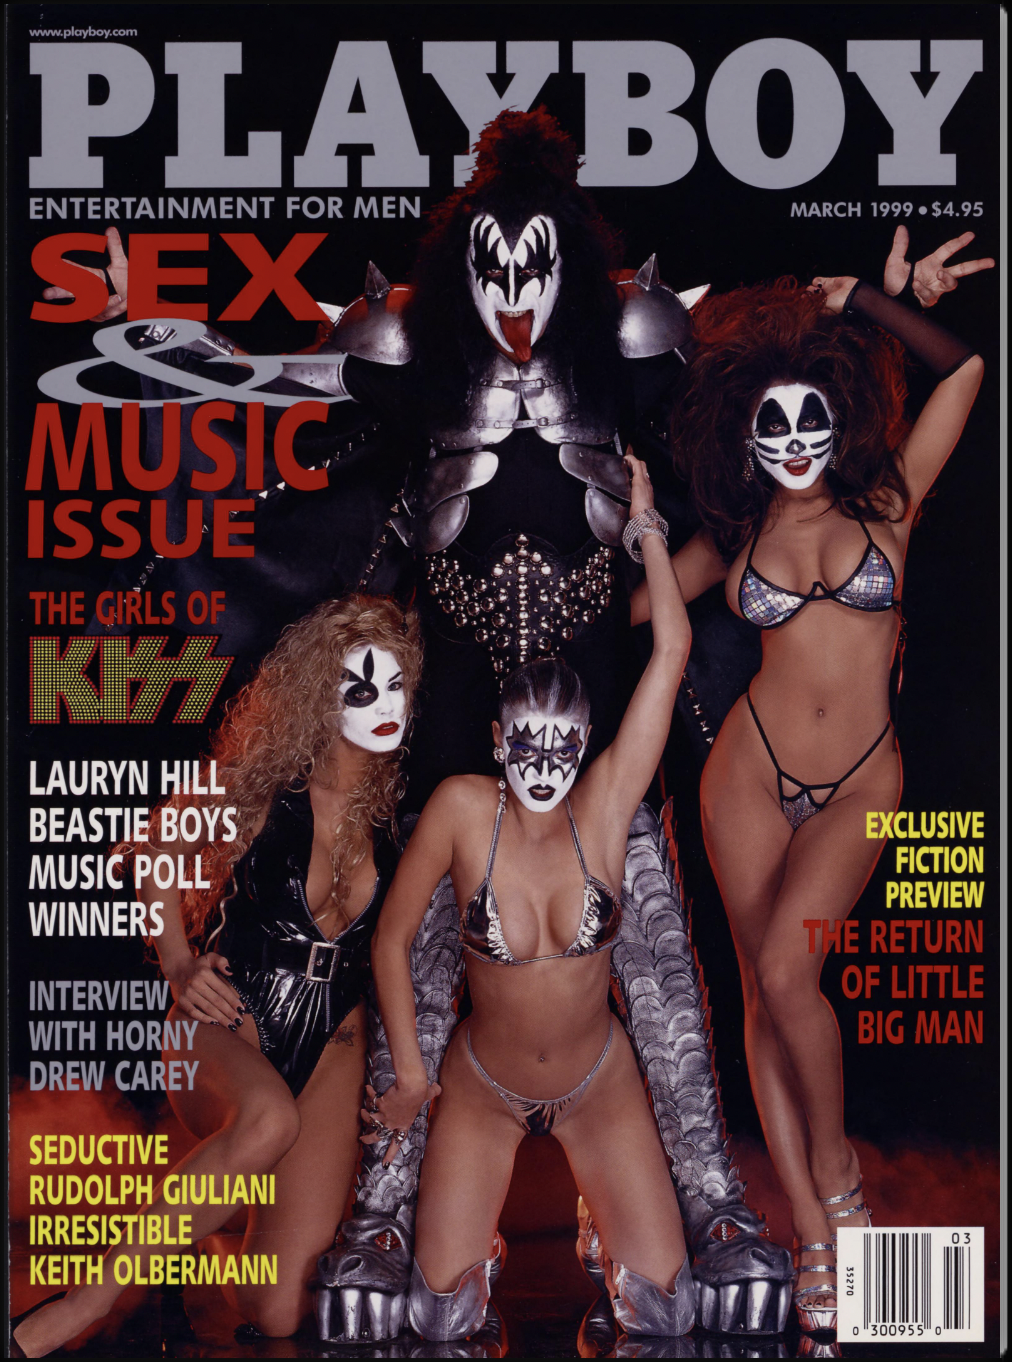 www.playboy.com
PLAYBOY
ENTERTAINMENT FOR MEN
MARCH 1999 • $4.95
SEX
&
MUSIC
ISSUE
THE GIRLS OF
KISS
LAURYN HILL
BEASTIE BOYS
MUSIC POLL
WINNERS
INTERVIEW
WITH HORNY
DREW CAREY
SEDUCTIVE
RUDOLPH GIULIANI
IRRESISTIBLE
KEITH OLBERMANN
EXCLUSIVE
FICTION
PREVIEW
THE RETURN
OF LITTLE
BIG MAN
03
35270
0 300955 0